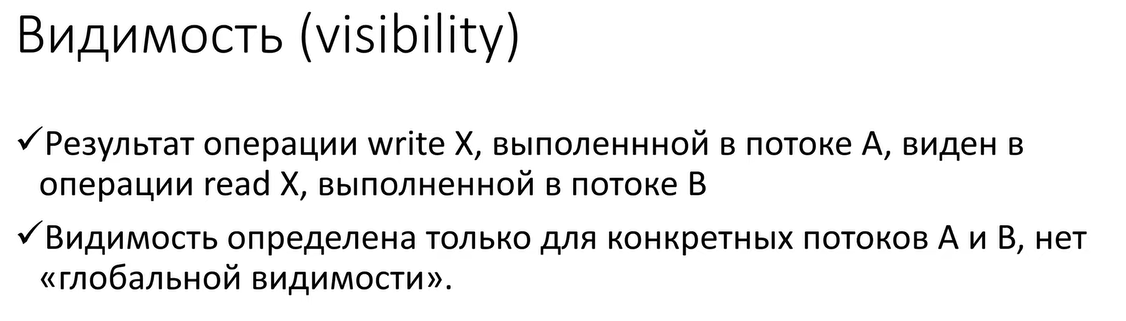 Видимость (visibility)
✓Результат операции write X, выполеннной в потоке A, виден в
операции read X, выполненной в потоке B
✓Видимость определена только для конкретных потоков A и B, нет
«глобальной видимости».